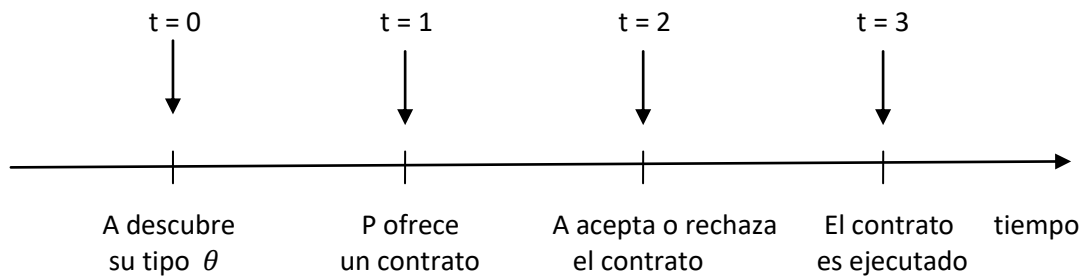 t = 0 t = 1 t = 2 t = 3
A descubre P ofrece A acepta o rechaza El contrato tiempo
su tipo θ un contrato el contrato es ejecutado